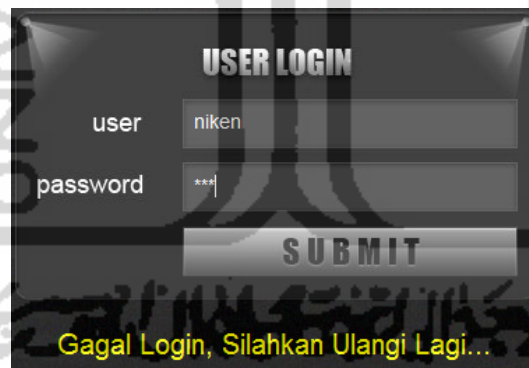 USER LOGIN
user niken
password ***
SUBMIT
Gagal Login, Silahkan Ulangi Lagi...